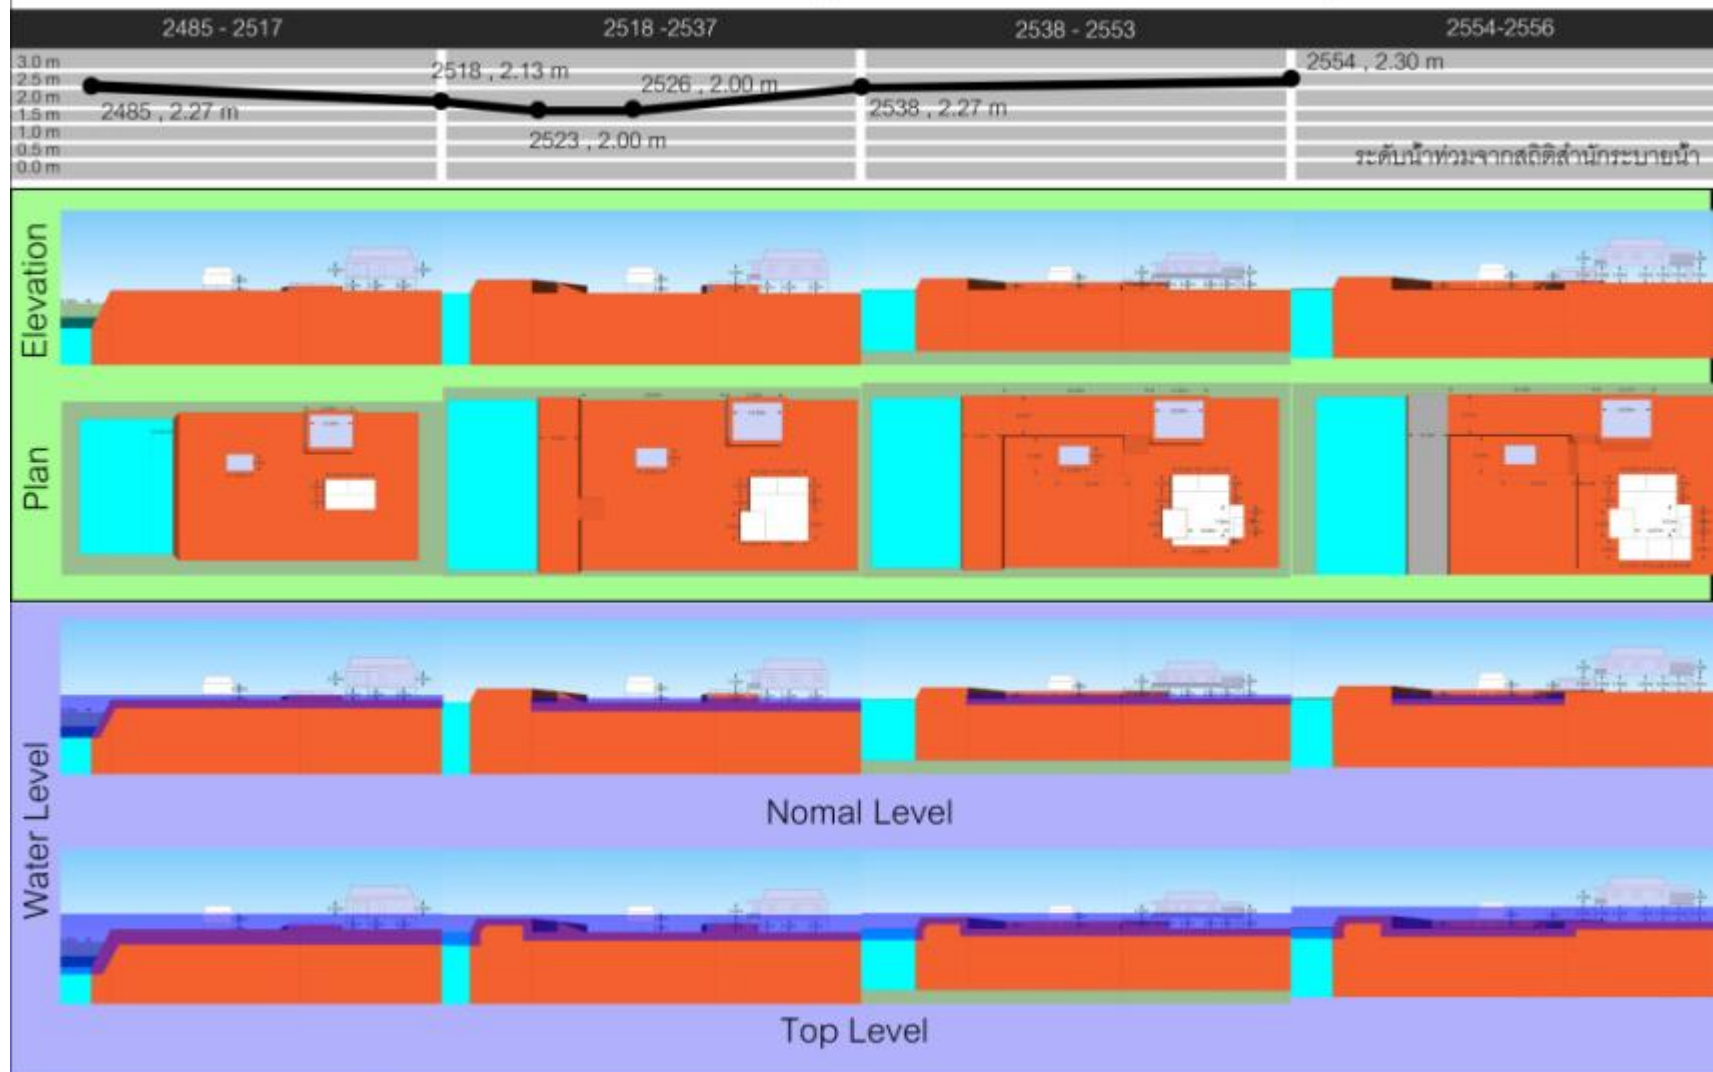 2485 - 2517
2518 -2537
2538 - 2553
2554-2556
3.0 m
2.5 m
2.0 m
1.5 m
1.0 m
0.5 m
0.0 m
2485 , 2.27 m
2518 , 2.13 m
2523 , 2.00 m
2526 , 2.00 m
2538 , 2.27 m
2554 , 2.30 m
ระดับน้ำท่วมจากสถิติสำนักระบายน้ำ
Elevation
Plan
Water Level
Nomal Level
Top Level